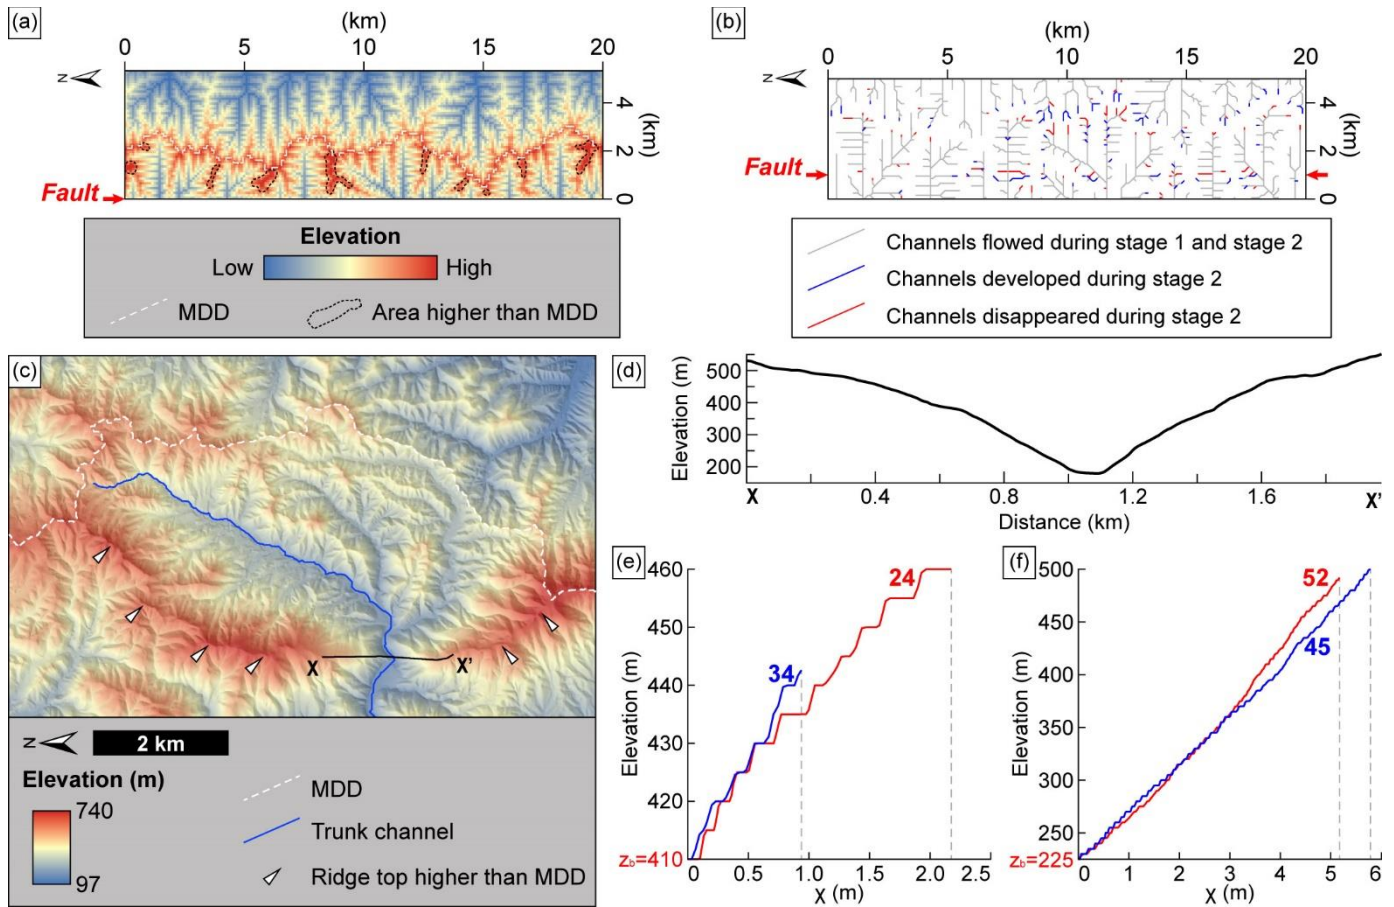 (a)
(km)
0 5 10 15 20
N
4
2
0
(km)
Fault
Elevation
Low High
MDD
Area higher than MDD
(b)
(km)
0 5 10 15 20
N
4
2
0
(km)
Fault
Channels flowed during stage 1 and stage 2
Channels developed during stage 2
Channels disappeared during stage 2
(c)
X X'
N
2 km
Elevation (m)
740
97
MDD
Trunk channel
Ridge top higher than MDD
(d)
Elevation (m)
500
400
300
200
X 0.4 0.8 1.2 1.6 X'
Distance (km)
(e)
Elevation (m)
460
450
440
430
420
z_b=410
24
34
0 0.5 1.0 1.5 2.0 2.5
χ (m)
(f)
Elevation (m)
500
450
400
350
300
250
z_b=225
52
45
0 1 2 3 4 5 6
χ (m)